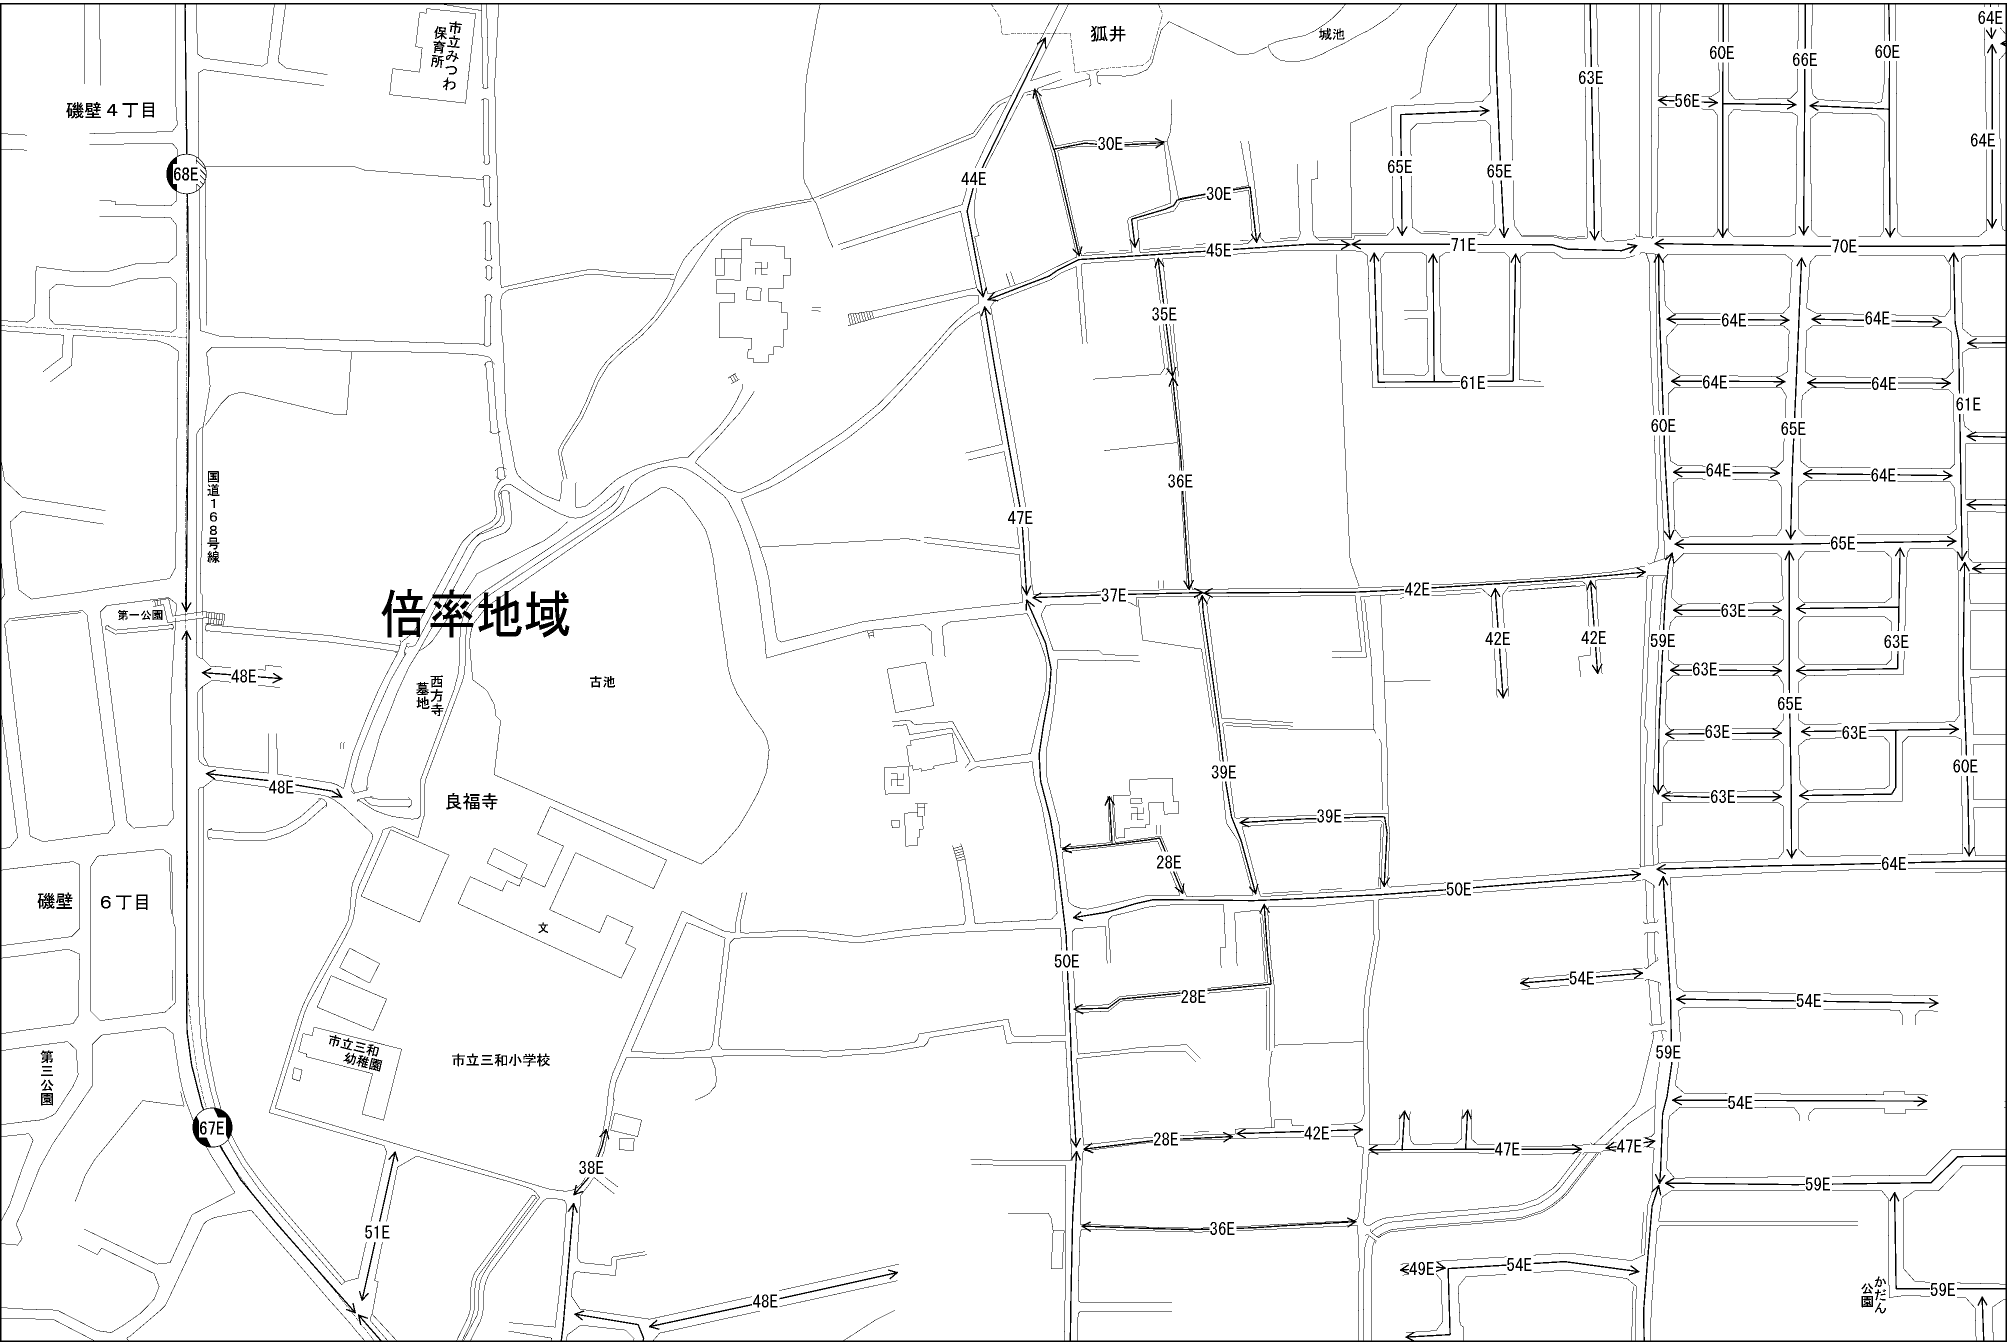 64E
狐井
城池
市立みつわ
保育所
60E
66E
60E
63E
56E
磯壁４丁目
64E
30E
65E
65E
68E
44E
30E
45E
71E
70E
35E
64E
64E
61E
64E
64E
61E
60E
65E
64E
64E
36E
国道１６８号線
47E
65E
37E
42E
倍率地域
第一公園
63E
42E
42E
59E
63E
48E
西方寺
墓地
古池
63E
65E
63E
63E
60E
39E
48E
良福寺
63E
39E
28E
64E
50E
磯壁
６丁目
文
50E
54E
28E
54E
市立三和
幼稚園
市立三和小学校
第三公園
59E
54E
67E
42E
28E
47E
47E
38E
59E
51E
36E
49E
54E
かだん
公園
59E
48E